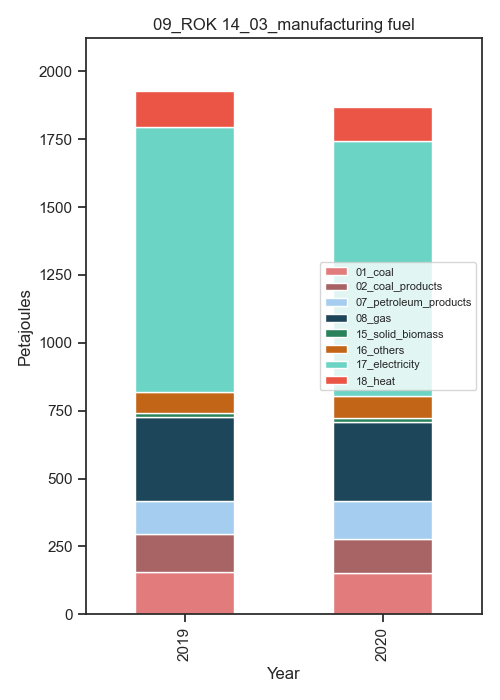 09_ROK 14_03_manufacturing fuel
Petajoules
2000
1750
1500
1250
1000
750
500
250
0
01_coal
02_coal_products
07_petroleum_products
08_gas
15_solid_biomass
16_others
17_electricity
18_heat
2019
2020
Year